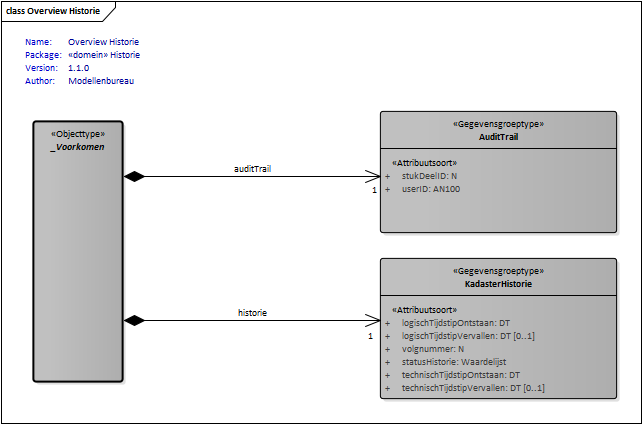 class Overview Historie
Name: Overview Historie
Package: «domein» Historie
Version: 1.1.0
Author: Modellenbureau
«Objecttype»
_Voorkomen
auditTrail
1
«Gegevensgroeptype»
AuditTrail
«Attribuutsoort»
+ stukDeelID: N
+ userID: AN100
historie
1
«Gegevensgroeptype»
KadasterHistorie
«Attribuutsoort»
+ logischTijdstipOntstaan: DT
+ logischTijdstipVervallen: DT [0..1]
+ volgnummer: N
+ statusHistorie: Waardelijst
+ technischTijdstipOntstaan: DT
+ technischTijdstipVervallen: DT [0..1]